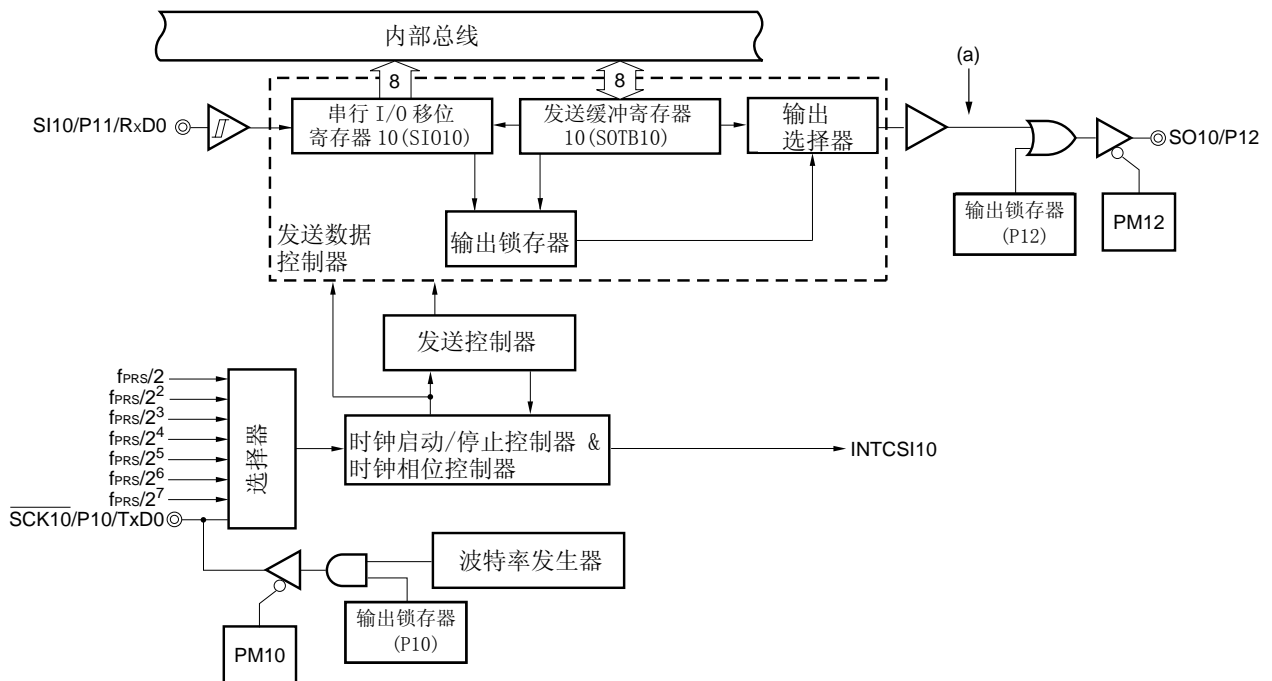 内部总线
(a)
8
8
SI10/P11/RxD0
串行 I/O 移位
寄存器 10(SIO10)
发送缓冲寄存器
10(SOTB10)
输出
选择器
SO10/P12
输出锁存器
(P12)
PM12
发送数据
控制器
输出锁存器
发送控制器
fPRS/2
fPRS/2²
fPRS/2³
fPRS/2⁴
fPRS/2⁵
fPRS/2⁶
fPRS/2⁷
选择器
时钟启动/停止控制器 &
时钟相位控制器
INTCSI10
S̅C̅K̅1̅0̅/P10/TxD0
波特率发生器
输出锁存器
(P10)
PM10